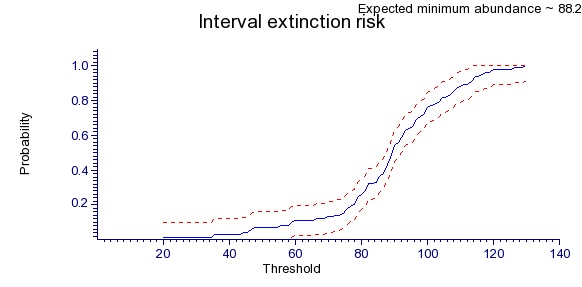 Expected minimum abundance ~ 88.2
Interval extinction risk
1.0
0.8
0.6
0.4
0.2
Probability
20 40 60 80 100 120 140
Threshold